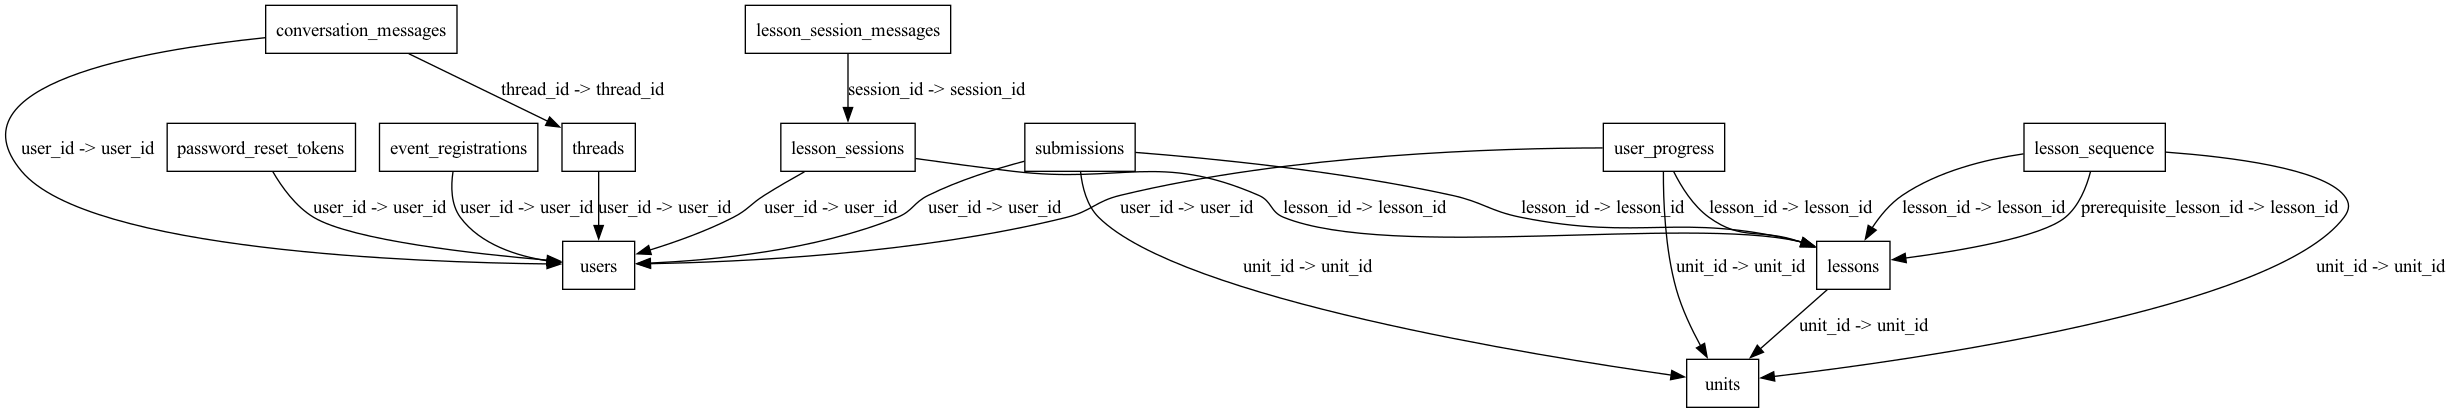 conversation_messages
lesson_session_messages
thread_id -> thread_id
session_id -> session_id
user_id -> user_id
password_reset_tokens
event_registrations
threads
lesson_sessions
submissions
user_progress
lesson_sequence
user_id -> user_id
user_id -> user_id
user_id -> user_id
user_id -> user_id
user_id -> user_id
user_id -> user_id
lesson_id -> lesson_id
lesson_id -> lesson_id
lesson_id -> lesson_id
lesson_id -> lesson_id
prerequisite_lesson_id -> lesson_id
users
unit_id -> unit_id
unit_id -> unit_id
lessons
unit_id -> unit_id
unit_id -> unit_id
units